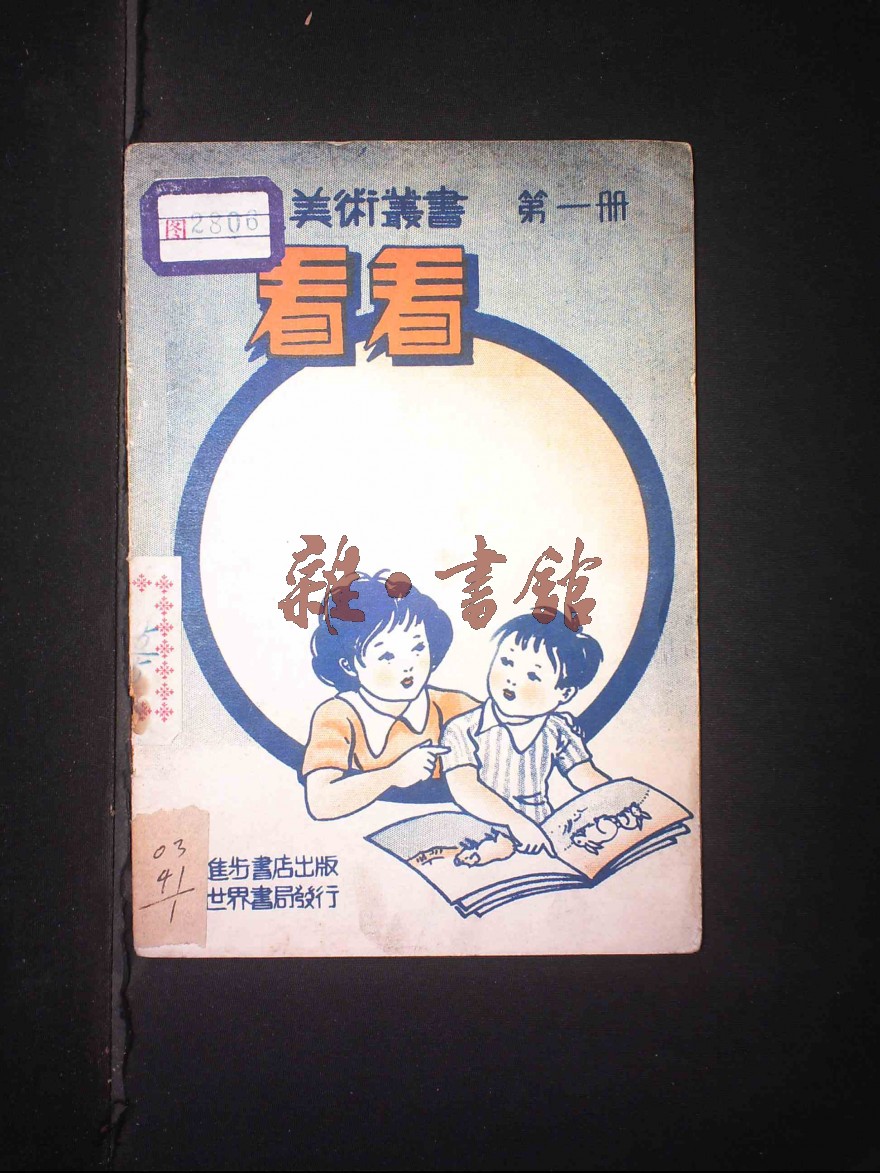 美術叢書 第一册
图2806
看看
雜·書舘
進步書店出版
世界書局發行
03
41
1